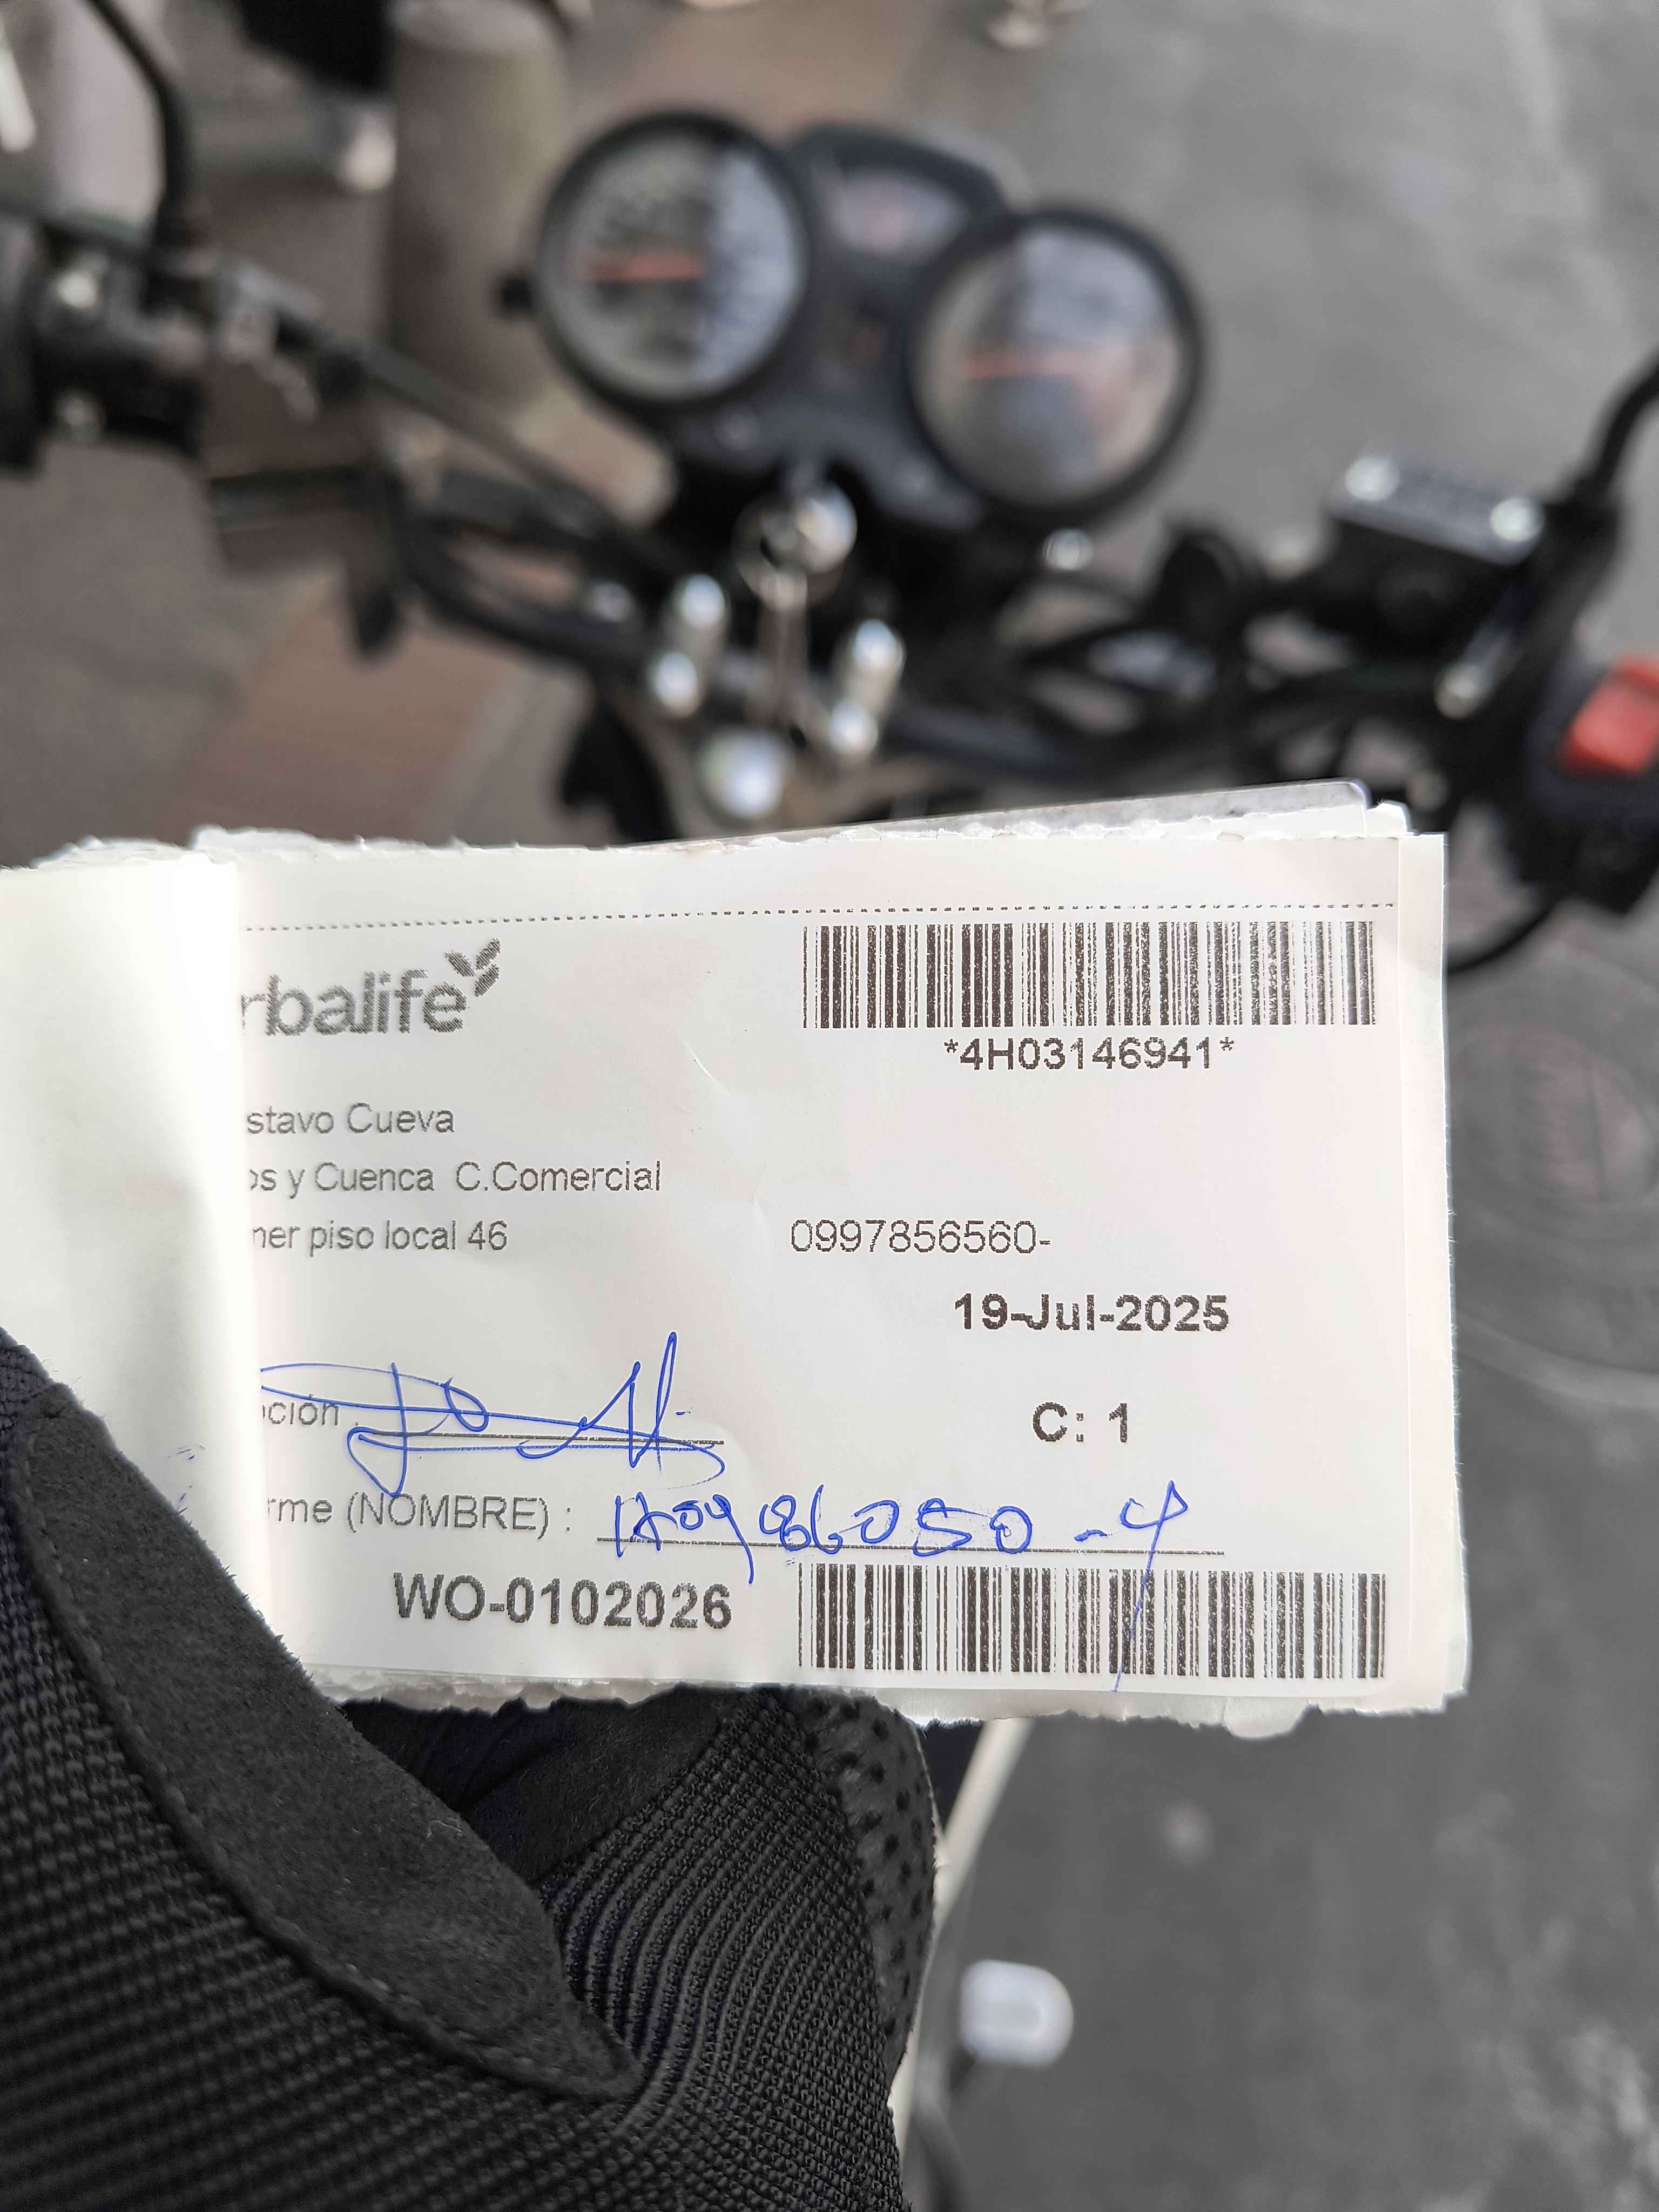 rbalife
*4H03146941*
stavo Cueva
os y Cuenca C.Comercial
ner piso local 46
0997856560-
19-Jul-2025
ción
C: 1
rme (NOMBRE) :
WO-0102026